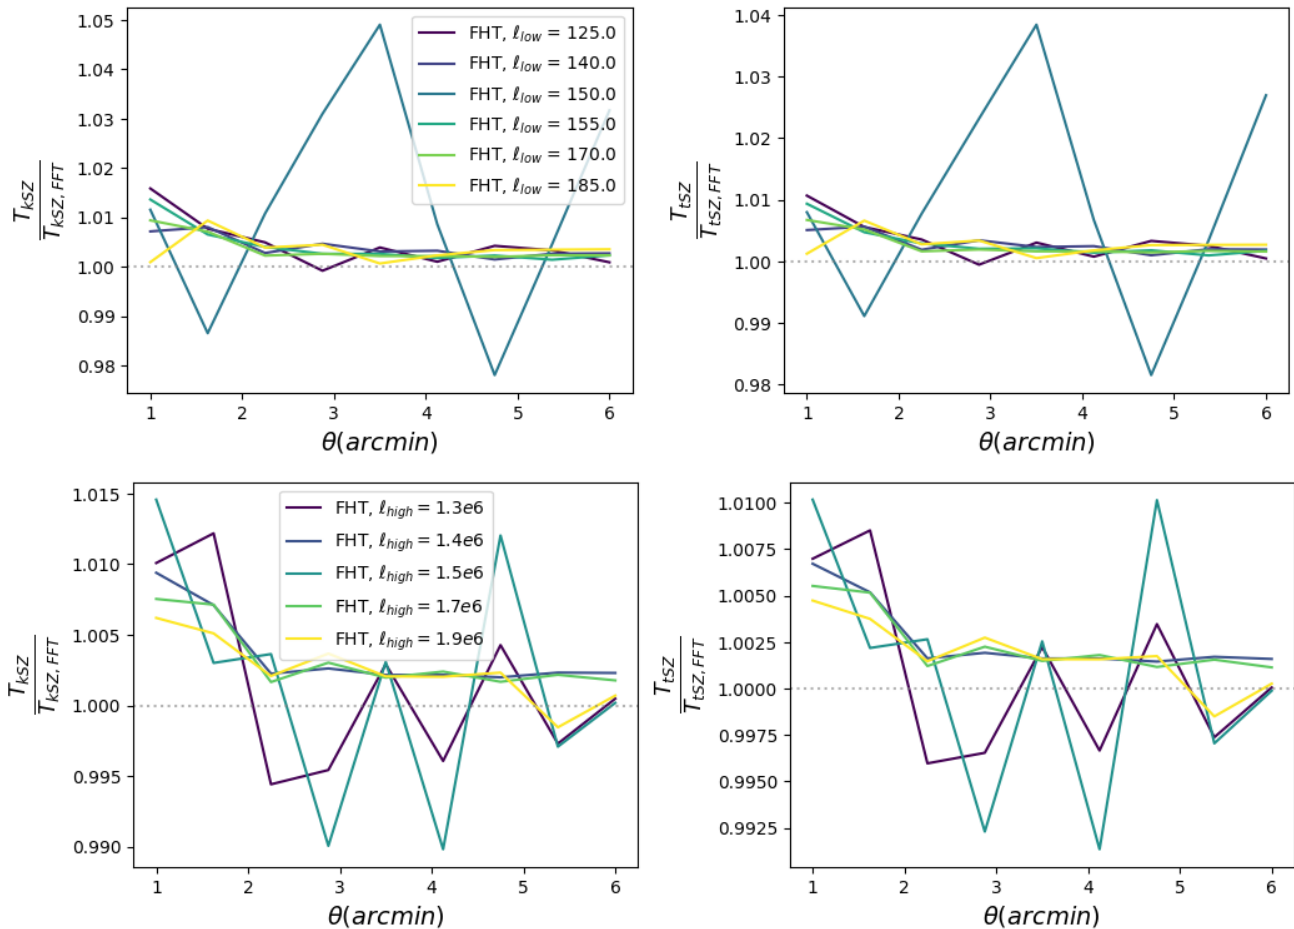 1.05
1.04
1.03
1.02
1.01
1.00
0.99
0.98
T_kSZ
T_kSZ, FFT
FHT, ℓ_low = 125.0
FHT, ℓ_low = 140.0
FHT, ℓ_low = 150.0
FHT, ℓ_low = 155.0
FHT, ℓ_low = 170.0
FHT, ℓ_low = 185.0
1 2 3 4 5 6
θ(arcmin)
1.04
1.03
1.02
1.01
1.00
0.99
0.98
T_tSZ
T_tSZ, FFT
1 2 3 4 5 6
θ(arcmin)
1.015
1.010
1.005
1.000
0.995
0.990
T_kSZ
T_kSZ, FFT
FHT, ℓ_high = 1.3e6
FHT, ℓ_high = 1.4e6
FHT, ℓ_high = 1.5e6
FHT, ℓ_high = 1.7e6
FHT, ℓ_high = 1.9e6
1 2 3 4 5 6
θ(arcmin)
1.0100
1.0075
1.0050
1.0025
1.0000
0.9975
0.9950
0.9925
T_tSZ
T_tSZ, FFT
1 2 3 4 5 6
θ(arcmin)